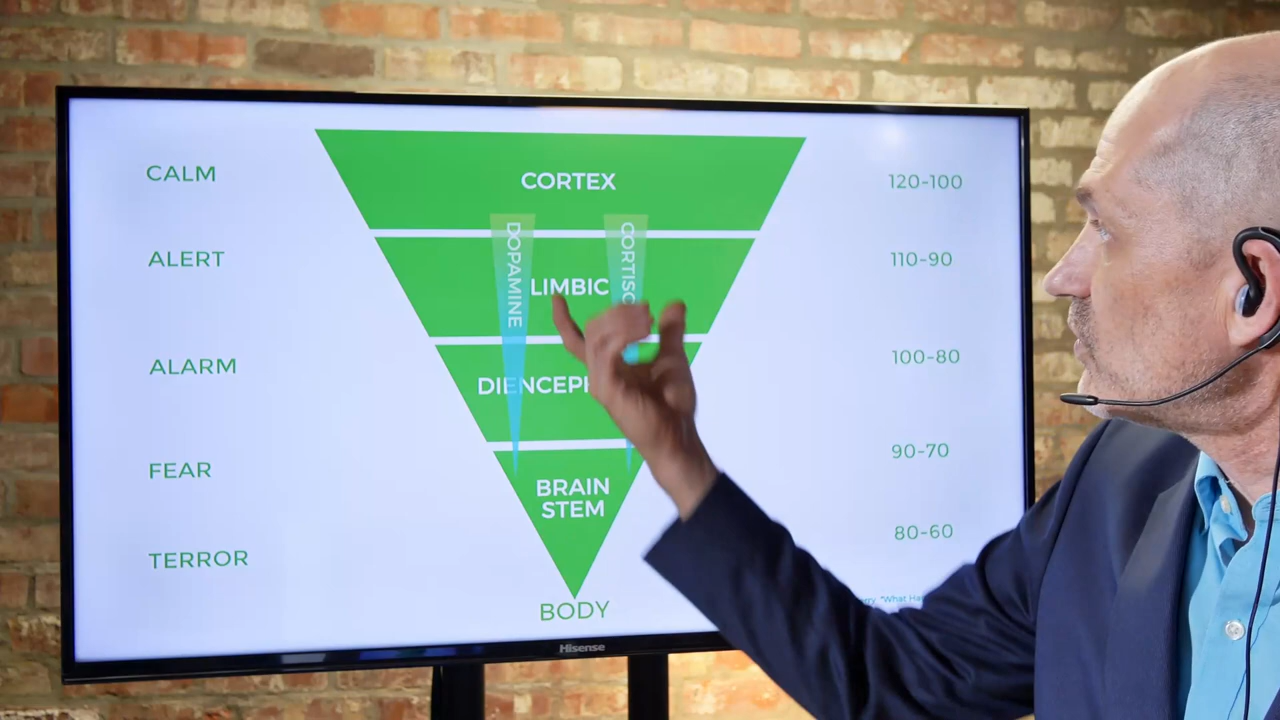 CALM
CORTEX
120-100
DOPAMINE
ALERT
LIMBIC
110-90
ALARM
100-80
FEAR
BRAIN
STEM
90-70
TERROR
80-60
BODY
"What
Hisense